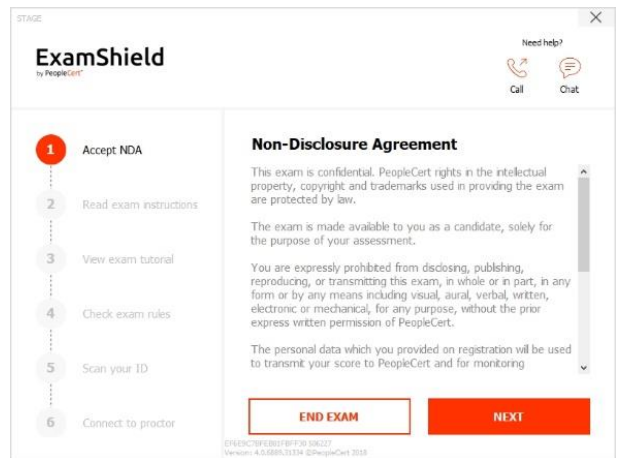 STAGE
ExamShield
by PeopleCert
Need help?
Call
Chat
1 Accept NDA
2 Read exam instructions
3 View exam tutorial
4 Check exam rules
5 Scan your ID
6 Connect to proctor
Non-Disclosure Agreement
This exam is confidential. PeopleCert rights in the intellectual
property, copyright and trademarks used in providing the exam
are protected by law.
The exam is made available to you as a candidate, solely for
the purpose of your assessment.
You are expressly prohibited from disclosing, publishing,
reproducing, or transmitting this exam, in whole or in part, in any
form or by any means including visual, aural, verbal, written,
electronic or mechanical, for any purpose, without the prior
express written permission of PeopleCert.
The personal data which you provided on registration will be used
to transmit your score to PeopleCert and for monitoring
END EXAM
NEXT
©PeopleCert 2018